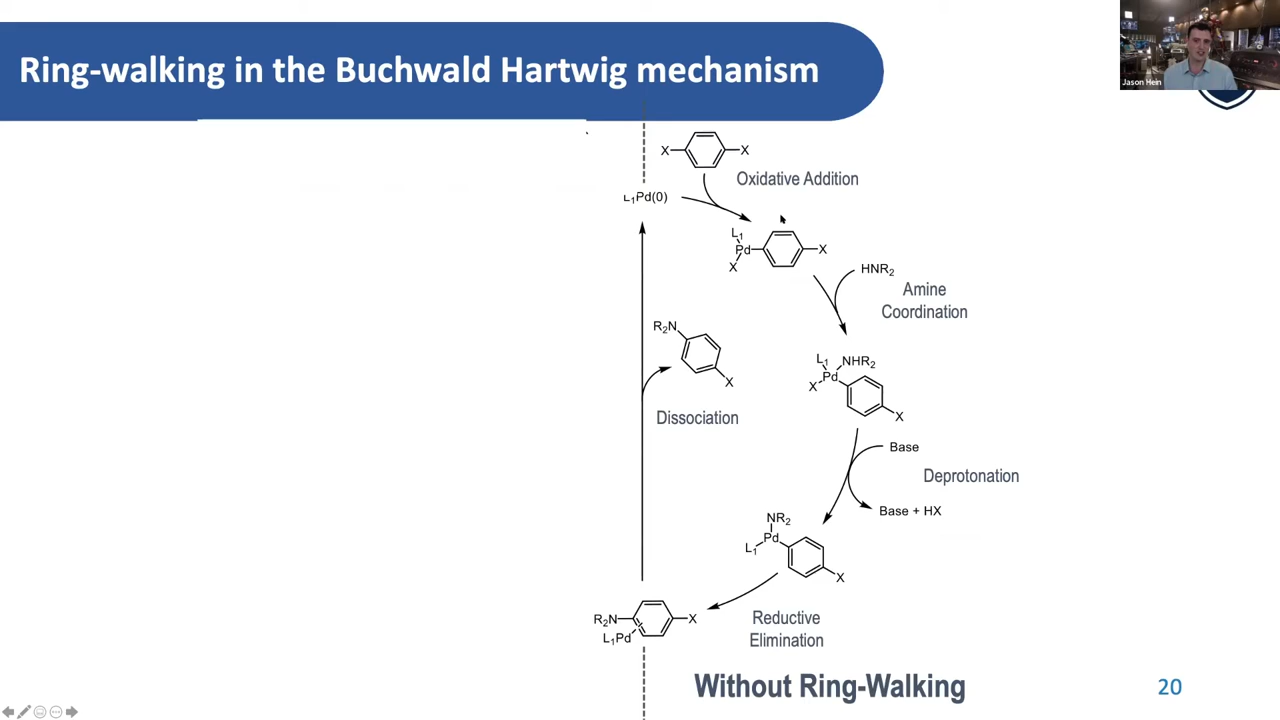 Ring-walking in the Buchwald Hartwig mechanism
Jason Hein
X
X
Oxidative Addition
L₁Pd(0)
L₁
Pd
X
X
HNR₂
Amine
Coordination
R₂N
X
Dissociation
L₁
NHR₂
Pd
X
X
Base
Deprotonation
Base + HX
NR₂
Pd
L₁
X
R₂N
X
L₁Pd
Reductive
Elimination
Without Ring-Walking
20